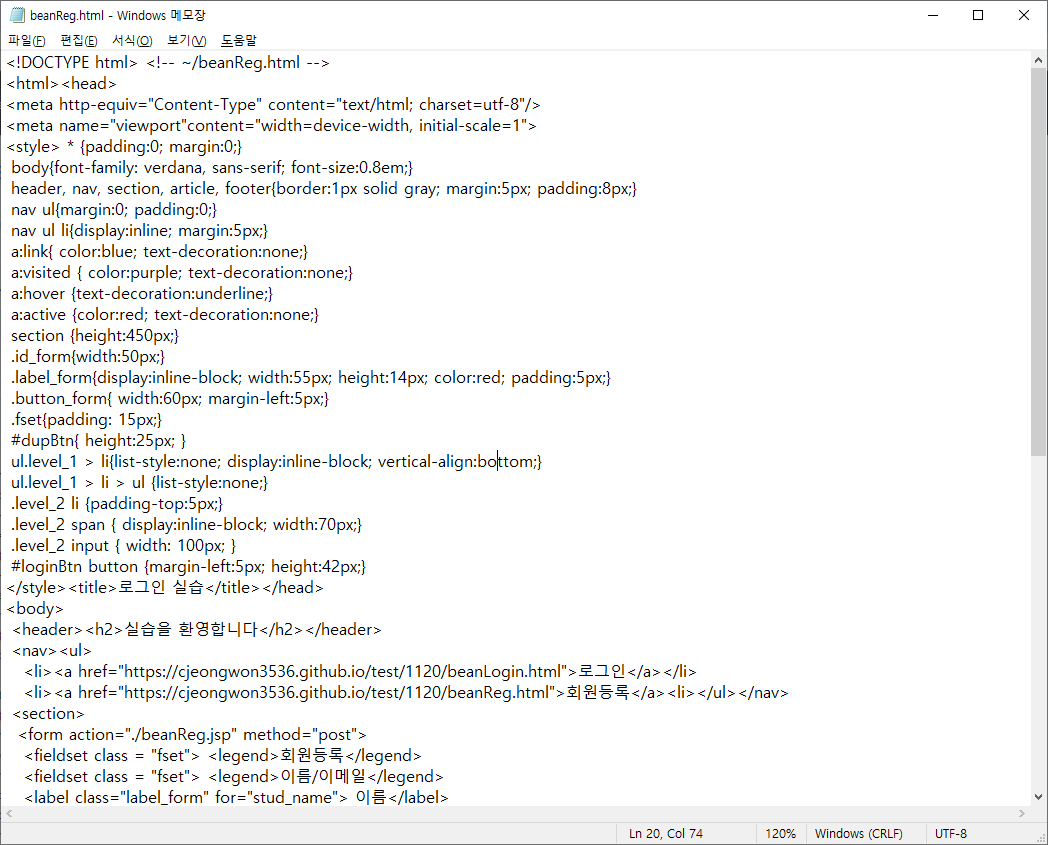 beanReg.html - Windows 메모장
파일(F) 편집(E) 서식(O) 보기(V) 도움말
<!DOCTYPE html> <!-- ~/beanReg.html -->
<html><head>
<meta http-equiv="Content-Type" content="text/html; charset=utf-8"/>
<meta name="viewport"content="width=device-width, initial-scale=1">
<style> * {padding:0; margin:0;}
body{font-family: verdana, sans-serif; font-size:0.8em;}
header, nav, section, article, footer{border:1px solid gray; margin:5px; padding:8px;}
nav ul{margin:0; padding:0;}
nav ul li{display:inline; margin:5px;}
a:link{ color:blue; text-decoration:none;}
a:visited { color:purple; text-decoration:none;}
a:hover {text-decoration:underline;}
a:active {color:red; text-decoration:none;}
section {height:450px;}
.id_form{width:50px;}
.label_form{display:inline-block; width:55px; height:14px; color:red; padding:5px;}
.button_form{ width:60px; margin-left:5px;}
.fset{padding: 15px;}
#dupBtn{ height:25px; }
ul.level_1 > li{list-style:none; display:inline-block; vertical-align:bottom;}
ul.level_1 > li > ul {list-style:none;}
.level_2 li {padding-top:5px;}
.level_2 span { display:inline-block; width:70px;}
.level_2 input { width: 100px; }
#loginBtn button {margin-left:5px; height:42px;}
</style><title>로그인 실습</title></head>
<body>
<header><h2>실습을 환영합니다</h2></header>
<nav><ul>
<li><a href="https://cjeongwon3536.github.io/test/1120/beanLogin.html">로그인</a></li>
<li><a href="https://cjeongwon3536.github.io/test/1120/beanReg.html">회원등록</a><li></ul></nav>
<section>
<form action="./beanReg.jsp" method="post">
<fieldset class = "fset"> <legend>회원등록</legend>
<fieldset class = "fset"> <legend>이름/이메일</legend>
<label class="label_form" for="stud_name"> 이름</label>
Ln 20, Col 74 120% Windows (CRLF) UTF-8